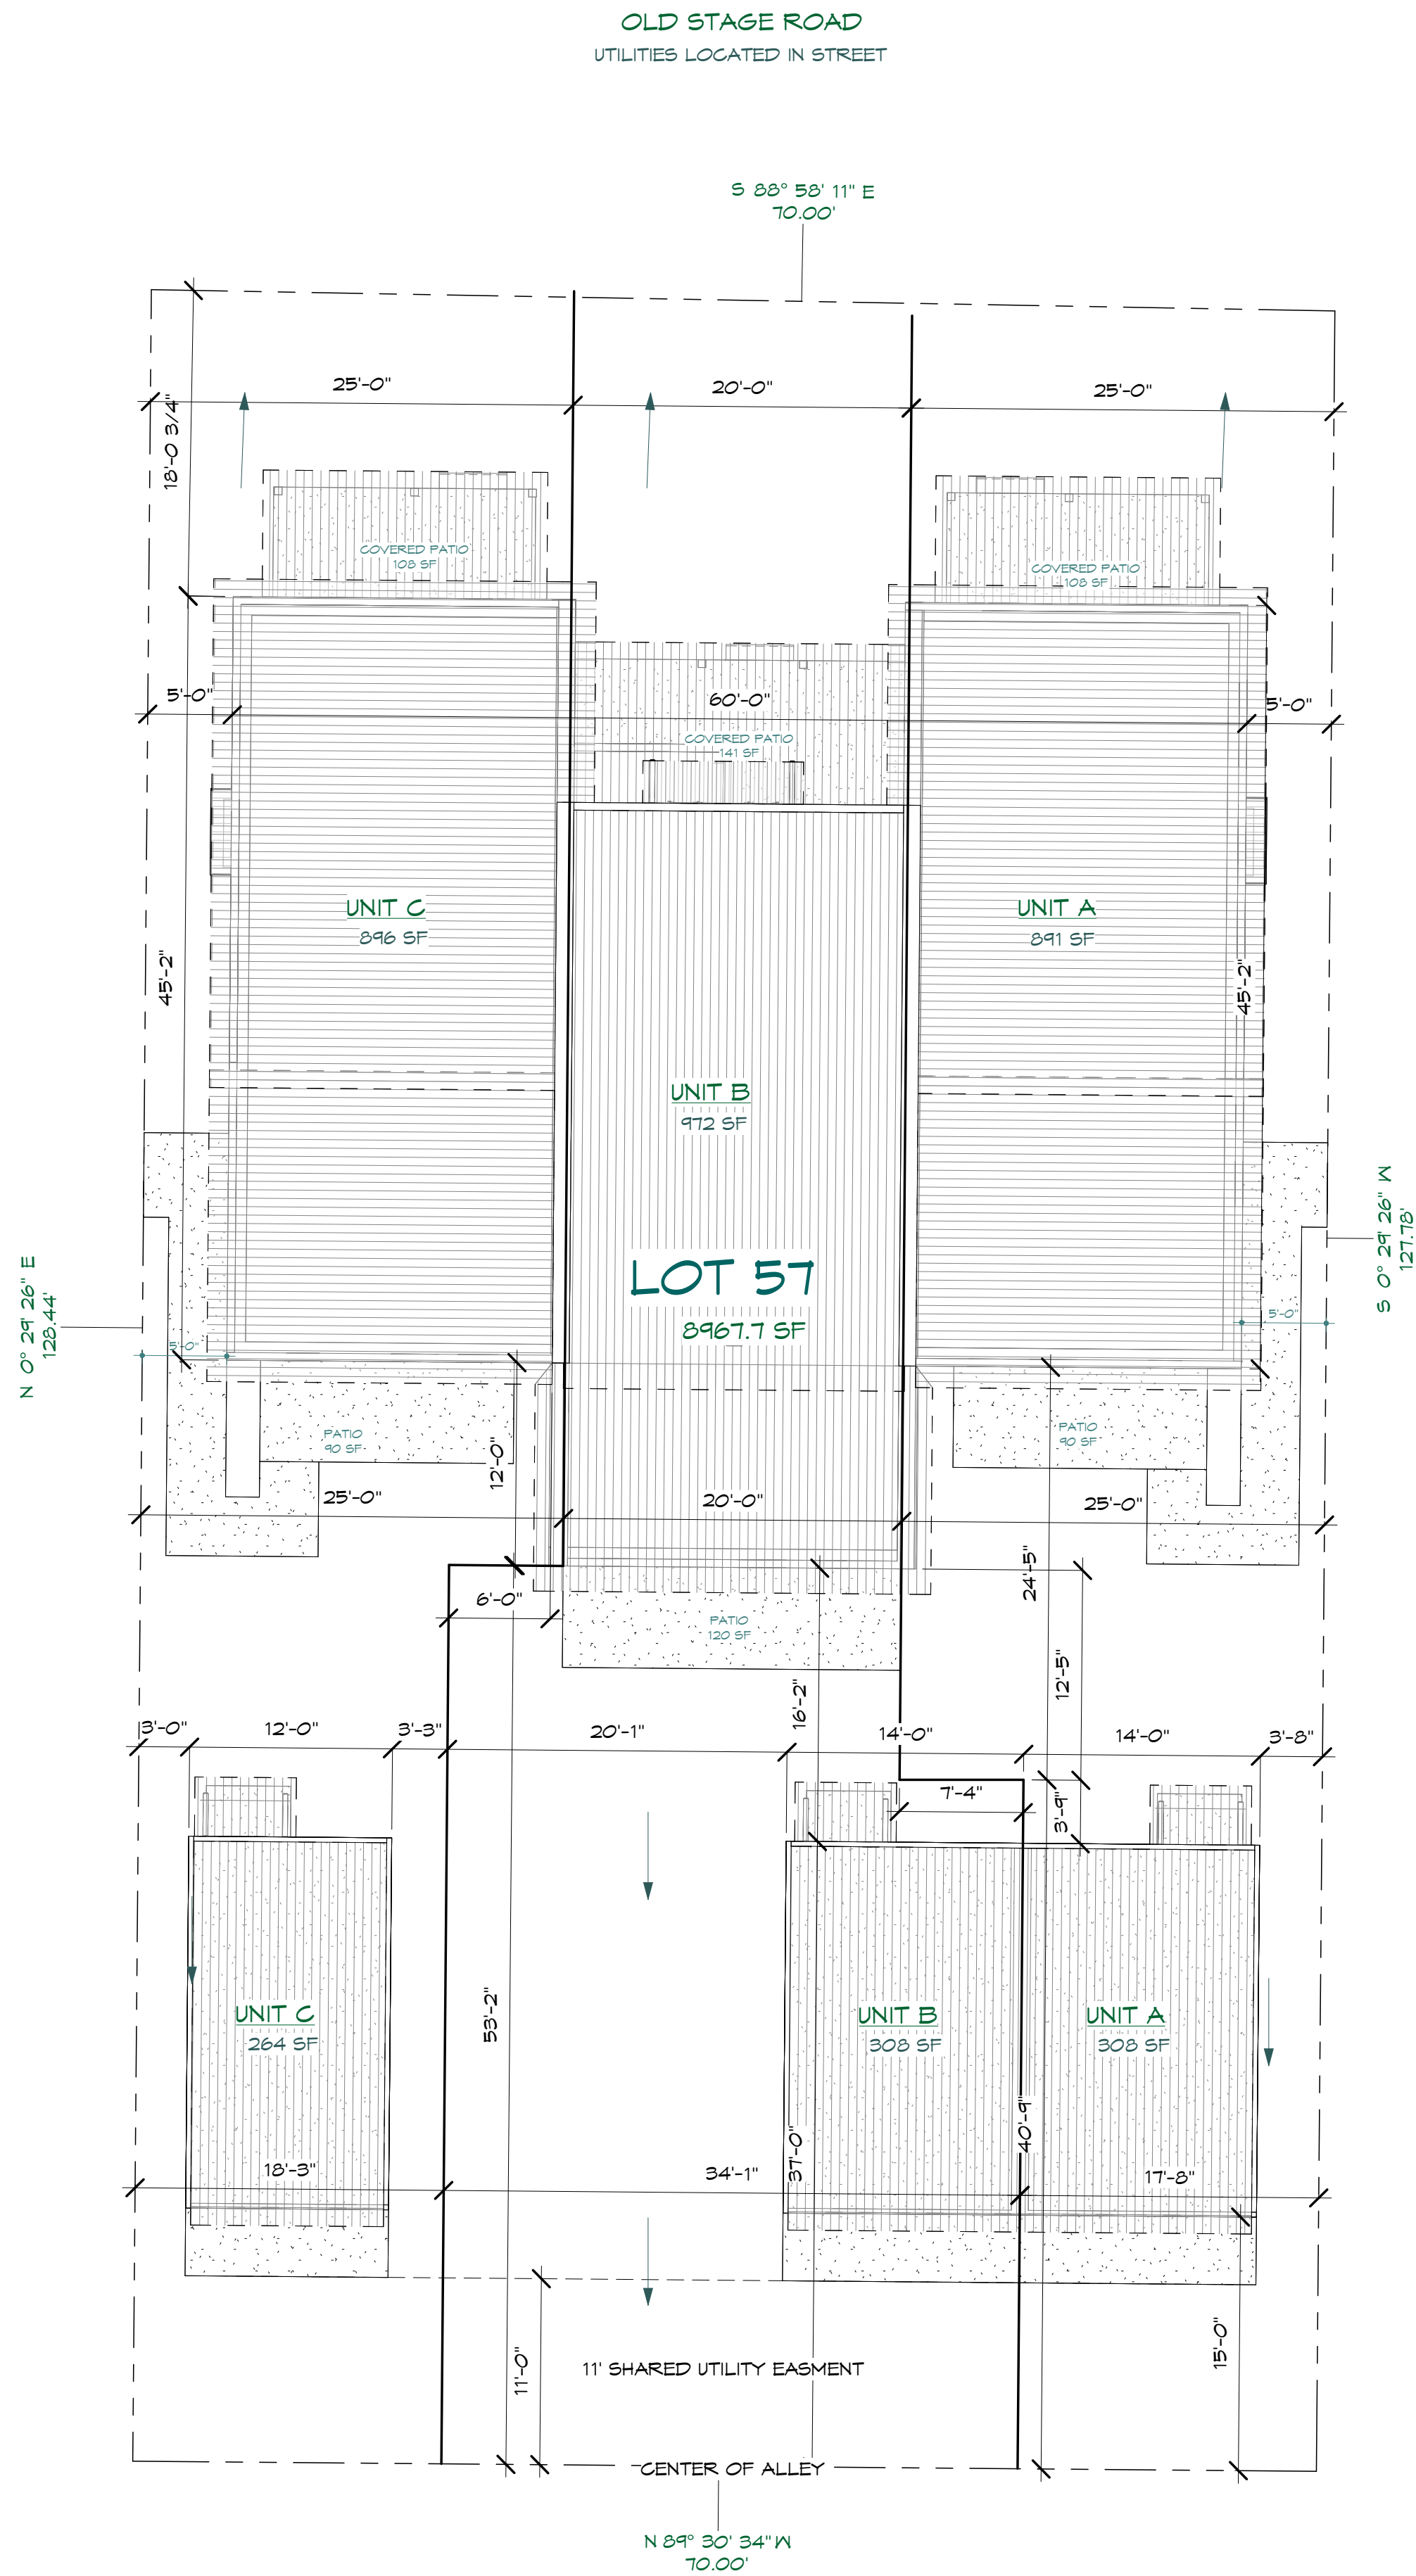 OLD STAGE ROAD
UTILITIES LOCATED IN STREET
S 88° 58' 11" E
70.00'
25'-0"
20'-0"
25'-0"
18'-0 3/4"
COVERED PATIO
108 SF
COVERED PATIO
108 SF
5'-0"
60'-0"
5'-0"
COVERED PATIO
141 SF
UNIT C
896 SF
UNIT A
891 SF
45'-2"
45'-2"
UNIT B
972 SF
LOT 57
8967.7 SF
N 0° 29' 26" E
128.44'
S 0° 29' 26" W
127.78'
5'-0"
5'-0"
PATIO
90 SF
PATIO
90 SF
12'-0"
25'-0"
20'-0"
25'-0"
24'-5"
6'-0"
PATIO
120 SF
12'-5"
16'-2"
3'-0"
12'-0"
3'-3"
20'-1"
14'-0"
14'-0"
3'-8"
7'-4"
3'-9"
53'-2"
UNIT C
264 SF
UNIT B
308 SF
UNIT A
308 SF
40'-9"
37'-0"
18'-3"
34'-1"
17'-8"
15'-0"
11'-0"
11' SHARED UTILITY EASMENT
CENTER OF ALLEY
N 89° 30' 34" W
70.00'